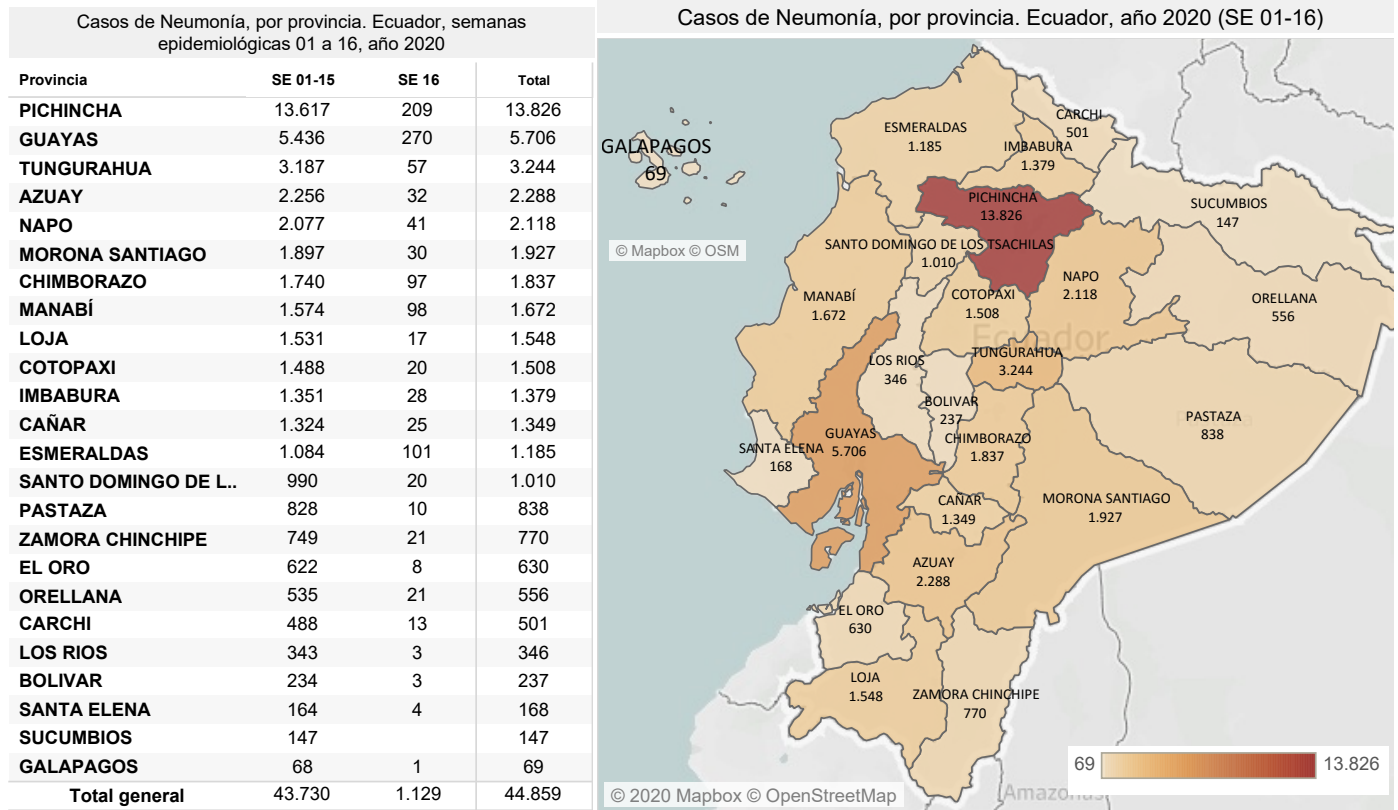 Casos de Neumonía, por provincia. Ecuador, semanas
epidemiológicas 01 a 16, año 2020
Provincia SE 01-15 SE 16 Total
PICHINCHA 13.617 209 13.826
GUAYAS 5.436 270 5.706
TUNGURAHUA 3.187 57 3.244
AZUAY 2.256 32 2.288
NAPO 2.077 41 2.118
MORONA SANTIAGO 1.897 30 1.927
CHIMBORAZO 1.740 97 1.837
MANABÍ 1.574 98 1.672
LOJA 1.531 17 1.548
COTOPAXI 1.488 20 1.508
IMBABURA 1.351 28 1.379
CAÑAR 1.324 25 1.349
ESMERALDAS 1.084 101 1.185
SANTO DOMINGO DE L.. 990 20 1.010
PASTAZA 828 10 838
ZAMORA CHINCHIPE 749 21 770
EL ORO 622 8 630
ORELLANA 535 21 556
CARCHI 488 13 501
LOS RIOS 343 3 346
BOLIVAR 234 3 237
SANTA ELENA 164 4 168
SUCUMBIOS 147 147
GALAPAGOS 68 1 69
Total general 43.730 1.129 44.859
Casos de Neumonía, por provincia. Ecuador, año 2020 (SE 01-16)
CARCHI
501
ESMERALDAS
1.185
IMBABURA
1.379
GALAPAGOS
69
PICHINCHA
13.826
SUCUMBIOS
147
© Mapbox © OSM
SANTO DOMINGO DE LOS TSACHILAS
1.010
NAPO
2.118
MANABÍ
1.672
COTOPAXI
1.508
ORELLANA
556
Ecuador
TUNGURAHUA
3.244
LOS RIOS
346
BOLIVAR
237
PASTAZA
838
GUAYAS
5.706
CHIMBORAZO
1.837
SANTA ELENA
168
CAÑAR
1.349
MORONA SANTIAGO
1.927
AZUAY
2.288
EL ORO
630
LOJA
1.548
ZAMORA CHINCHIPE
770
69 13.826
© 2020 Mapbox © OpenStreetMap
Amazonas